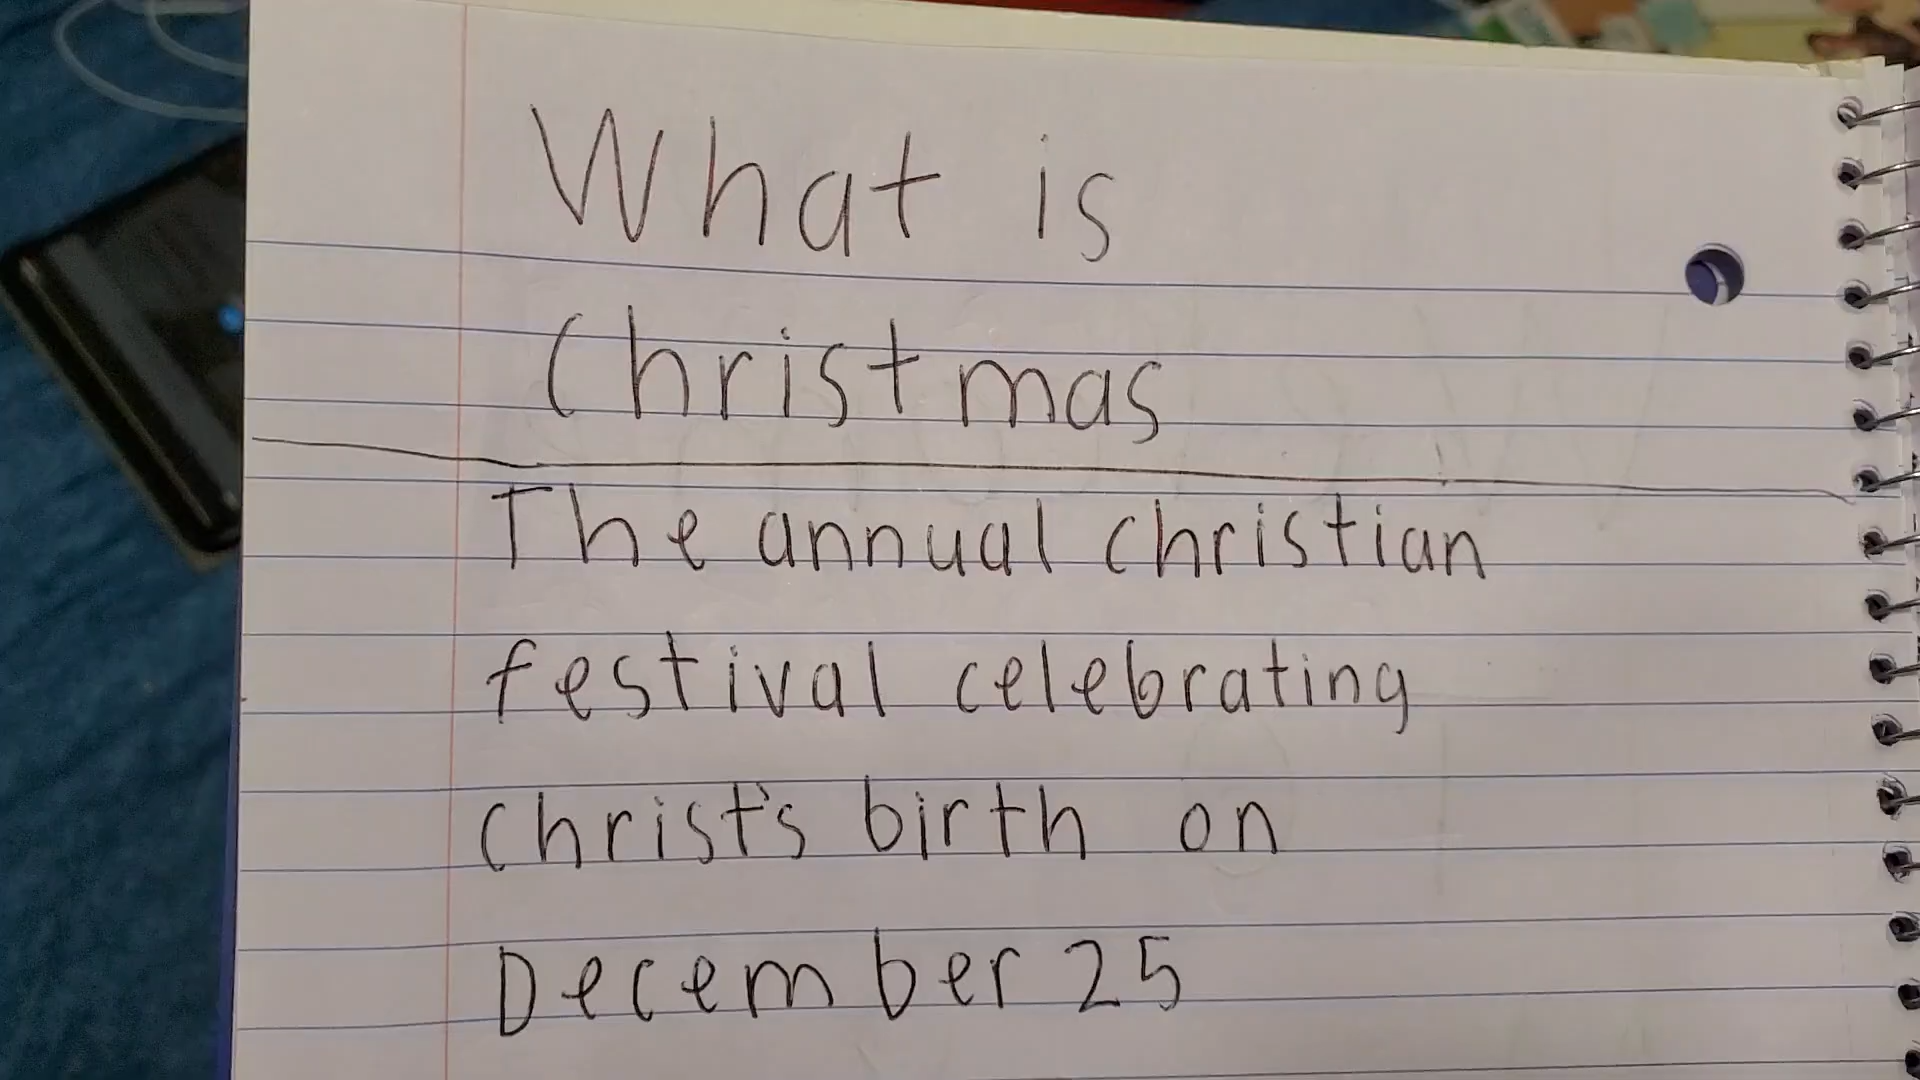 What is
Christmas
The annual christian
festival celebrating
christ's birth on
December 25